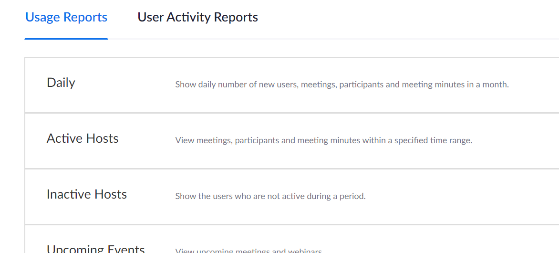 Usage Reports User Activity Reports
Daily Show daily number of new users, meetings, participants and meeting minutes in a month.
Active Hosts View meetings, participants and meeting minutes within a specified time range.
Inactive Hosts Show the users who are not active during a period.
Upcoming Events View upcoming meetings and webinars.